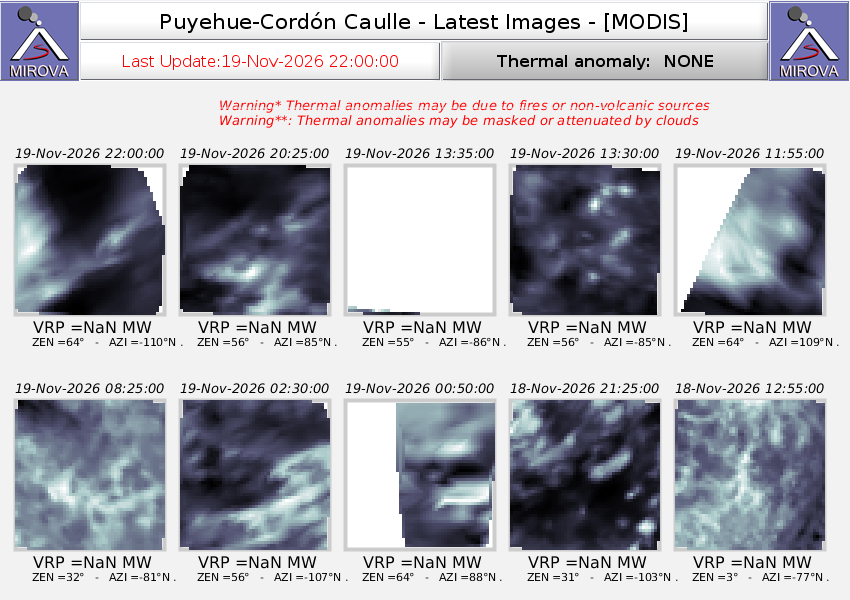 Puyehue-Cordón Caulle - Latest Images - [MODIS]
MIROVA
Last Update:19-Nov-2026 22:00:00
Thermal anomaly: NONE
MIROVA
Warning* Thermal anomalies may be due to fires or non-volcanic sources
Warning**: Thermal anomalies may be masked or attenuated by clouds
19-Nov-2026 22:00:00 19-Nov-2026 20:25:00 19-Nov-2026 13:35:00 19-Nov-2026 13:30:00 19-Nov-2026 11:55:00
VRP =NaN MW VRP =NaN MW VRP =NaN MW VRP =NaN MW VRP =NaN MW
ZEN =64° - AZI =-110°N . ZEN =56° - AZI =85°N . ZEN =55° - AZI =-86°N . ZEN =56° - AZI =-85°N . ZEN =64° - AZI =109°N .
19-Nov-2026 08:25:00 19-Nov-2026 02:30:00 19-Nov-2026 00:50:00 18-Nov-2026 21:25:00 18-Nov-2026 12:55:00
VRP =NaN MW VRP =NaN MW VRP =NaN MW VRP =NaN MW VRP =NaN MW
ZEN =32° - AZI =-81°N . ZEN =56° - AZI =-107°N . ZEN =64° - AZI =88°N . ZEN =31° - AZI =-103°N . ZEN =3° - AZI =-77°N .